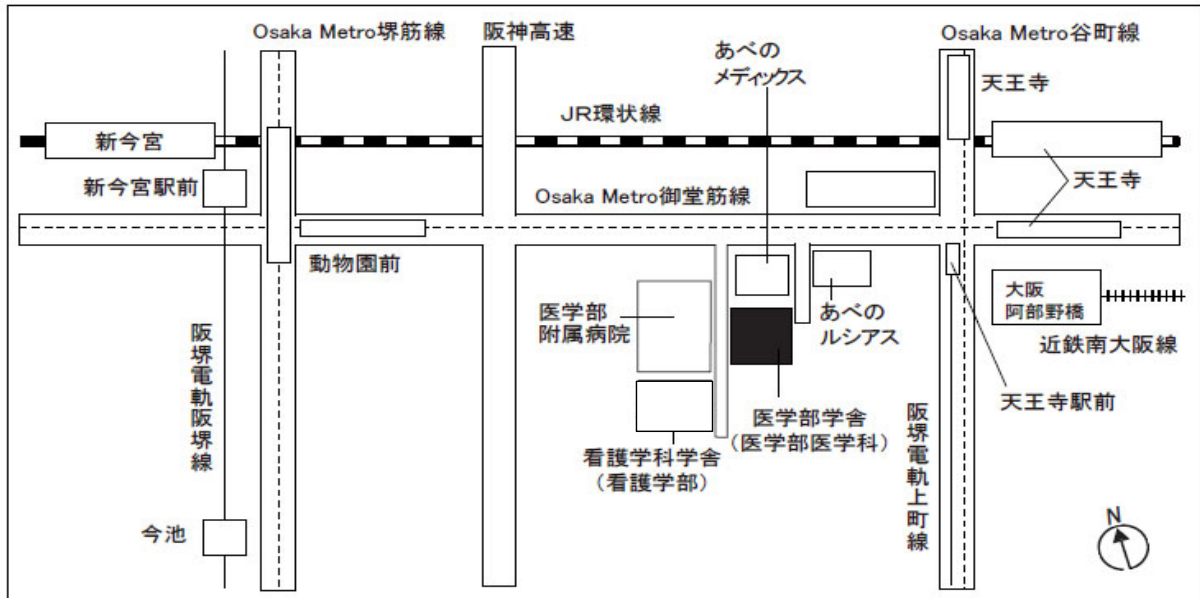 Osaka Metro堺筋線
阪神高速
あべの
メディックス
Osaka Metro谷町線
天王寺
JR環状線
新今宮
新今宮駅前
天王寺
Osaka Metro御堂筋線
動物園前
医学部
附属病院
あべの
ルシアス
大阪
阿部野橋
近鉄南大阪線
天王寺駅前
阪堺電軌阪堺線
医学部学舎
(医学部医学科)
阪堺電軌上町線
看護学科学舎
(看護学部)
今池
N